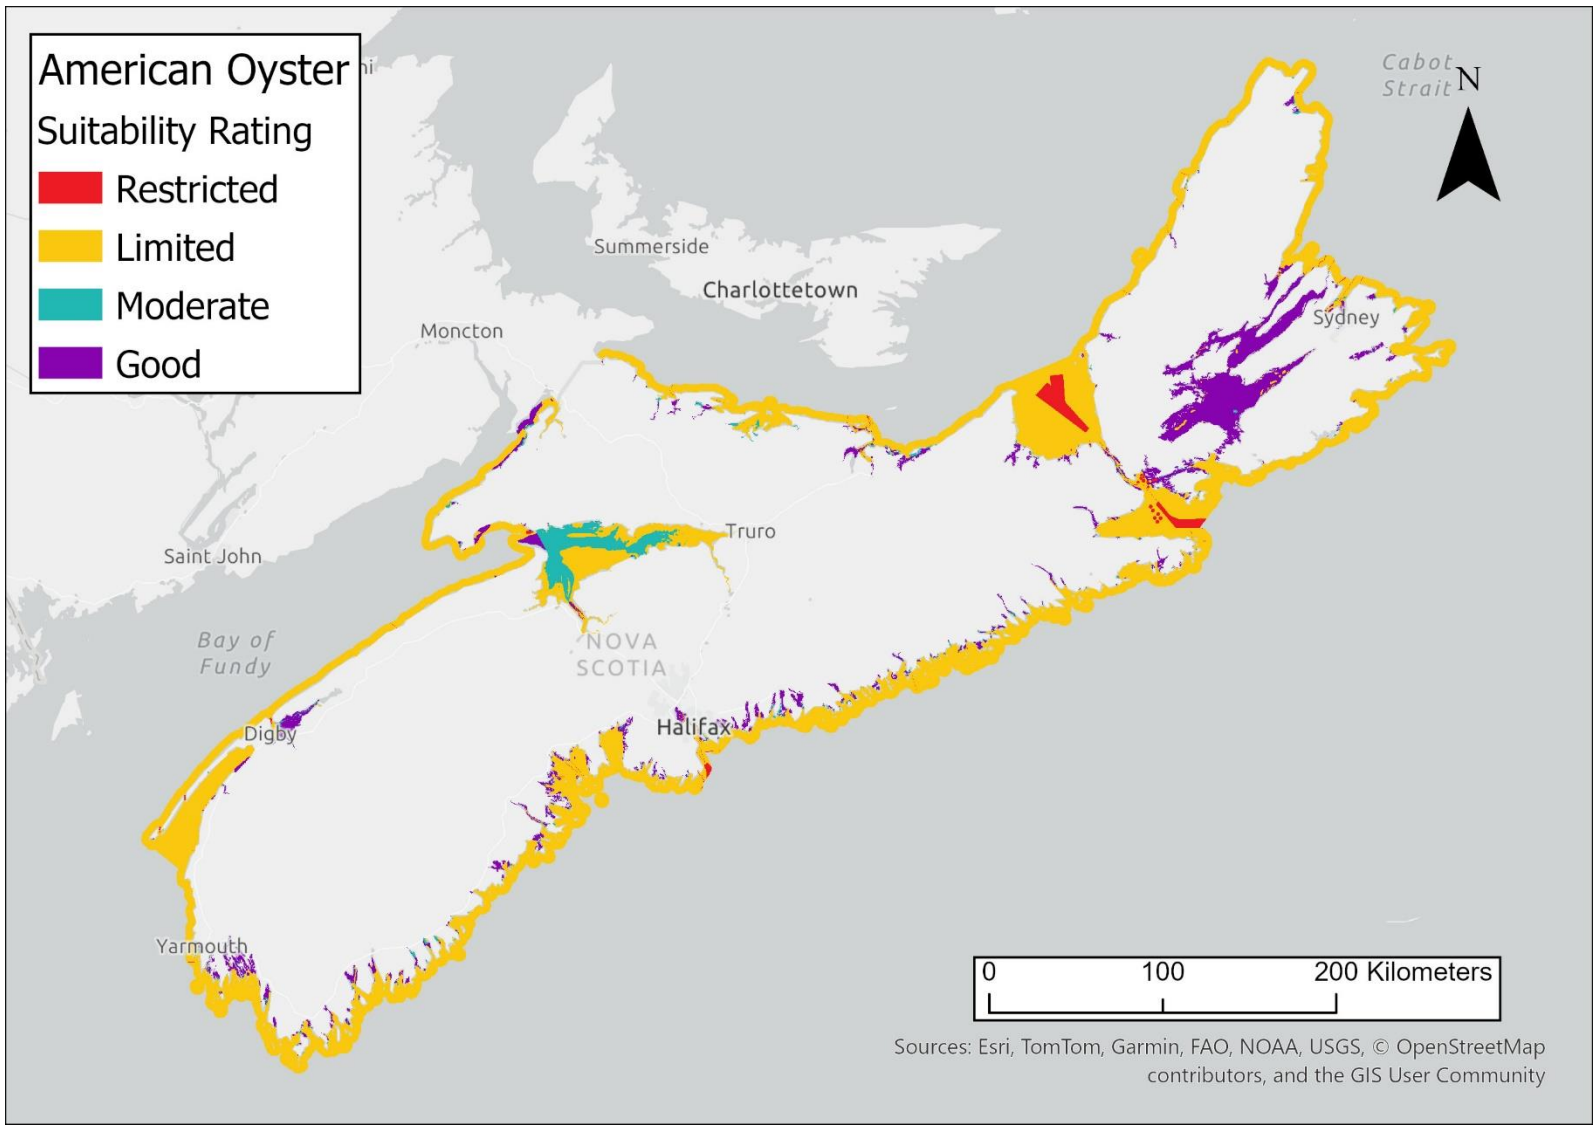 American Oyster
Suitability Rating
Restricted
Limited
Moderate
Good
Cabot
Strait
N
Summerside
Charlottetown
Moncton
Sydney
Truro
Saint John
NOVA
SCOTIA
Bay of
Fundy
Halifax
Digby
Yarmouth
0 100 200 Kilometers
Sources: Esri, TomTom, Garmin, FAO, NOAA, USGS, © OpenStreetMap
contributors, and the GIS User Community